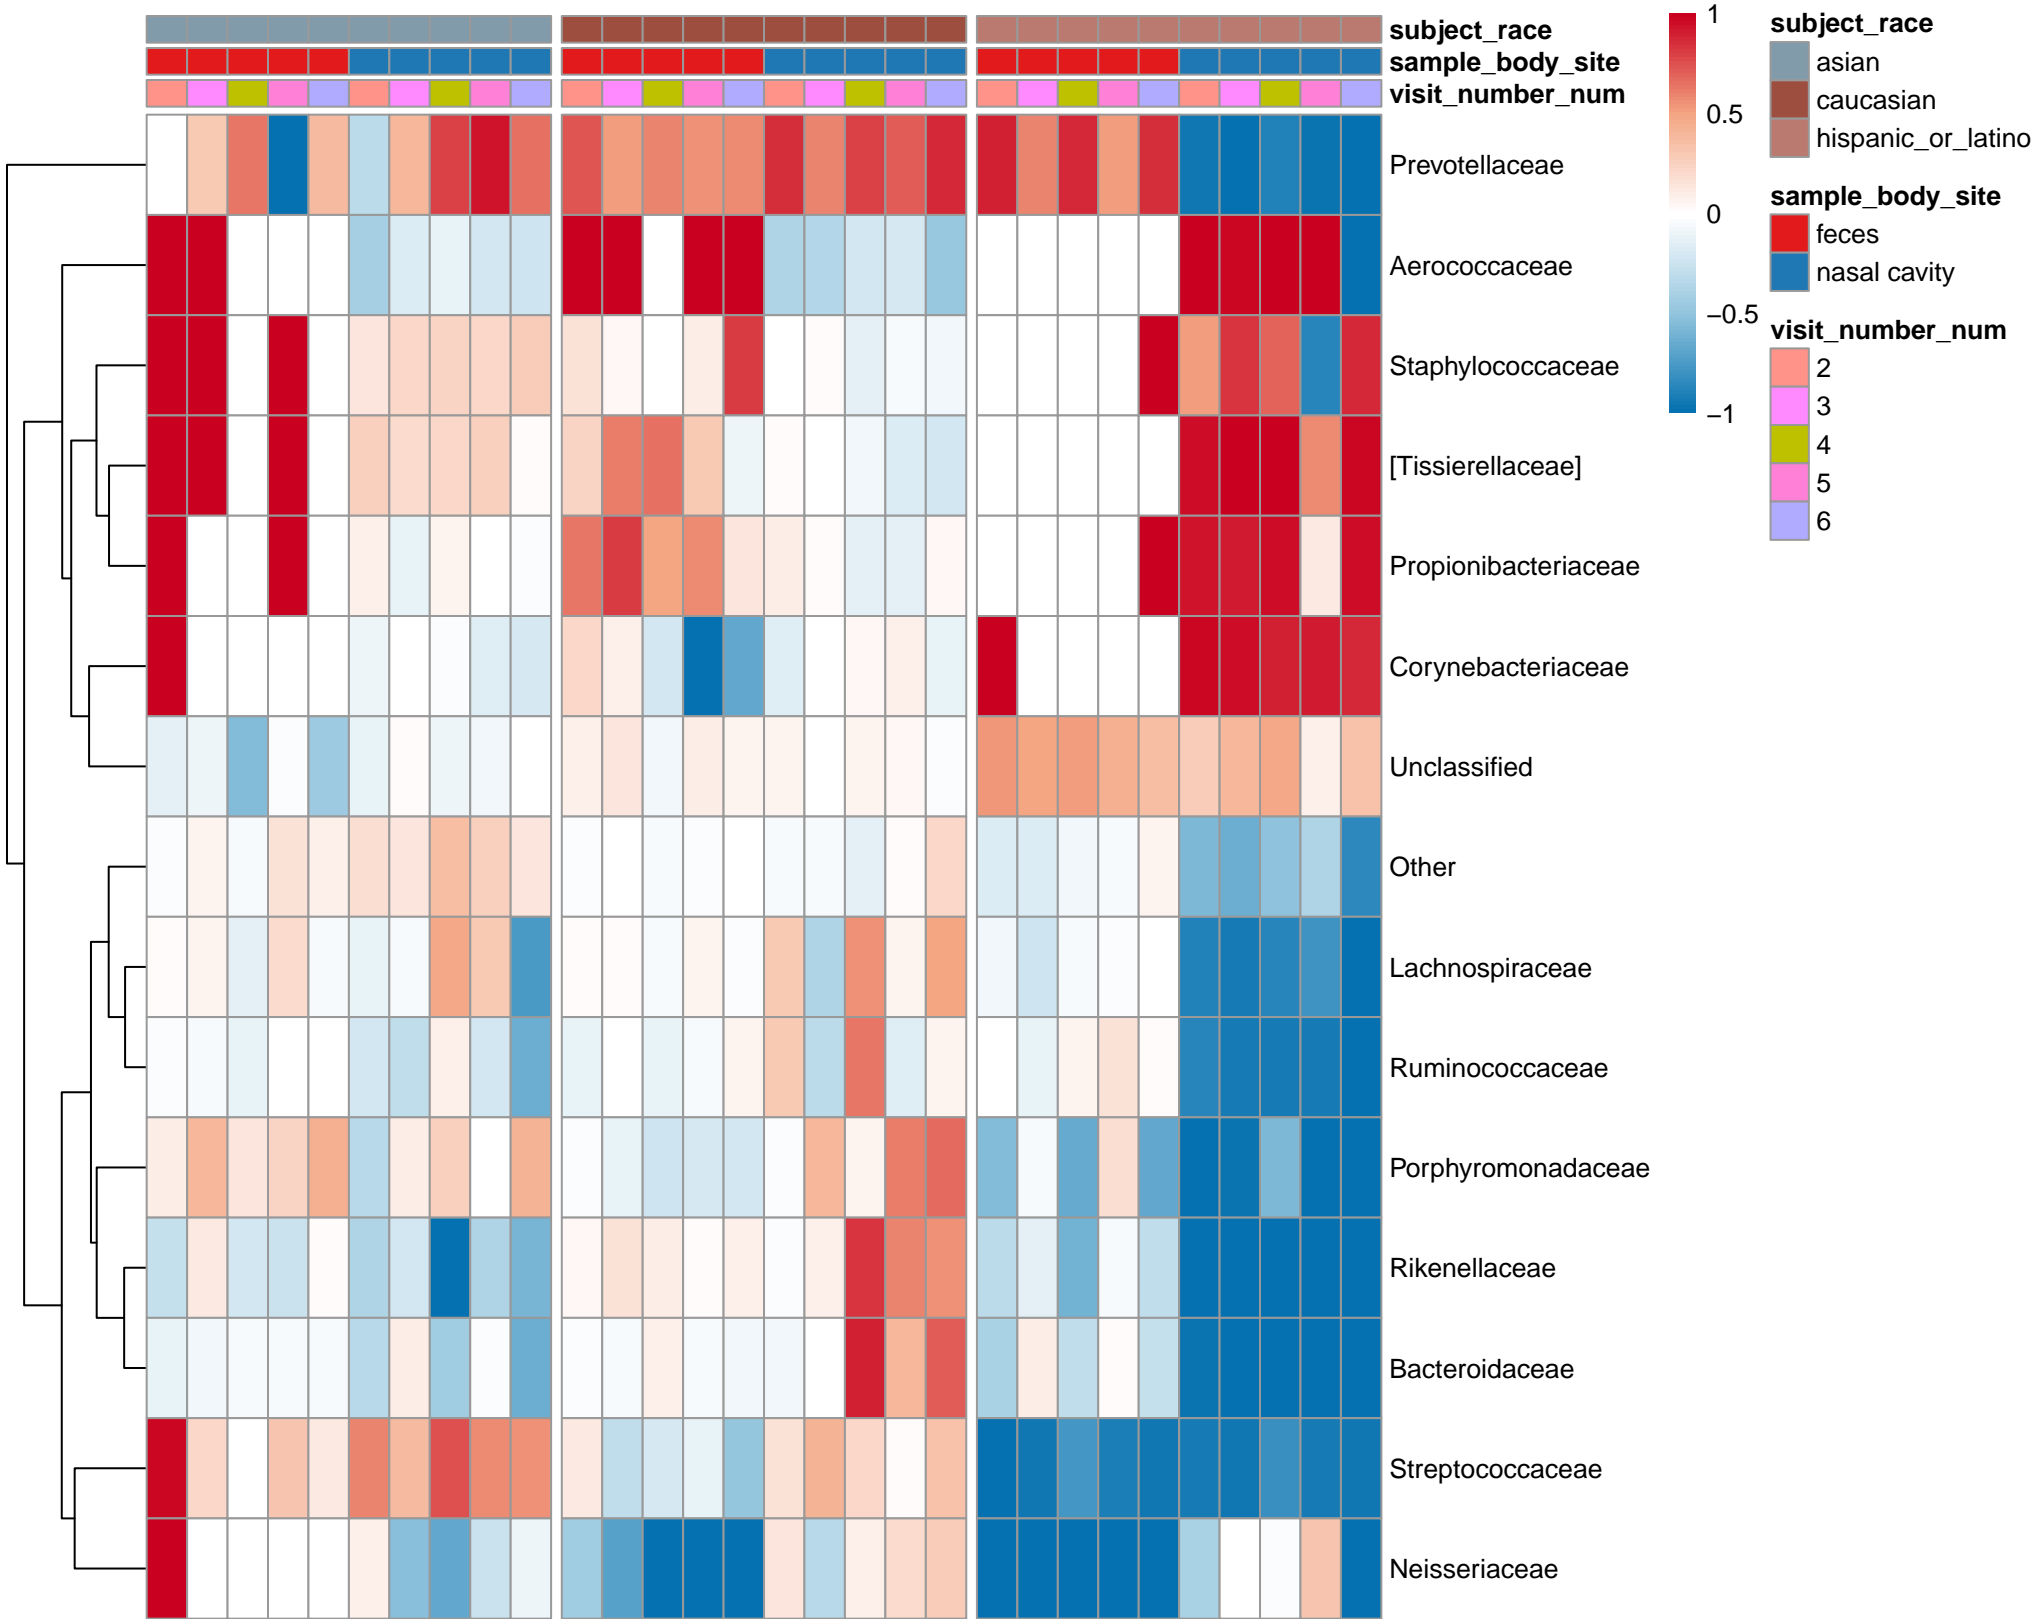 subject_race
sample_body_site
visit_number_num
Prevotellaceae
Aerococcaceae
Staphylococcaceae
[Tissierellaceae]
Propionibacteriaceae
Corynebacteriaceae
Unclassified
Other
Lachnospiraceae
Ruminococcaceae
Porphyromonadaceae
Rikenellaceae
Bacteroidaceae
Streptococcaceae
Neisseriaceae
1
0.5
0
−0.5
−1
subject_race
asian
caucasian
hispanic_or_latino
sample_body_site
feces
nasal cavity
visit_number_num
2
3
4
5
6